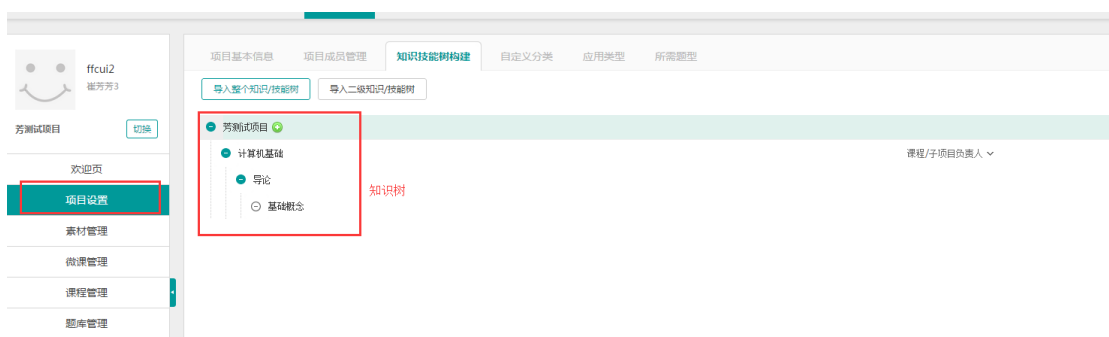 项目基本信息 项目成员管理 知识技能树构建 自定义分类 应用类型 所需题型
ffcui2
崔芳芳3
导入整个知识/技能树 导入二级知识/技能树
芳测试项目 切换
芳测试项目
计算机基础 课程/子项目负责人
导论
知识树
基础概念
欢迎页
项目设置
素材管理
微课管理
课程管理
题库管理